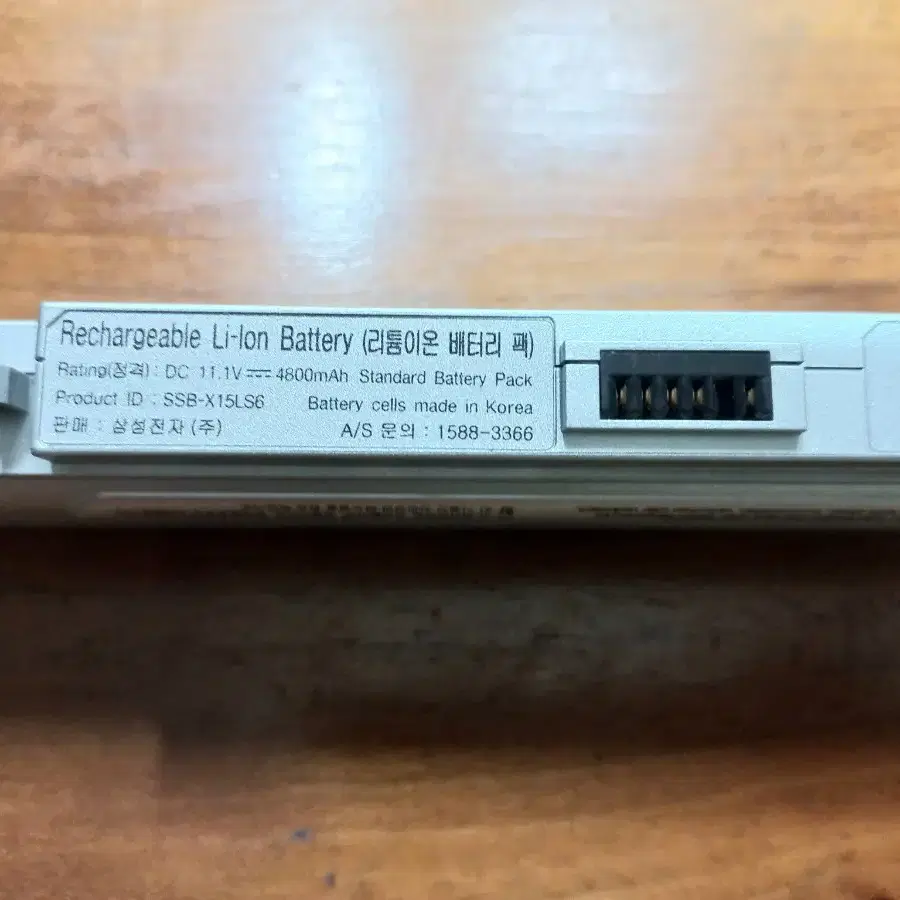 Rechargeable Li-Ion Battery (리튬이온 배터리 팩)
Rating(정격) : DC 11.1V ⎓ 4800mAh Standard Battery Pack
Product ID : SSB-X15LS6 Battery cells made in Korea
판매 : 삼성전자 (주) A/S 문의 : 1588-3366